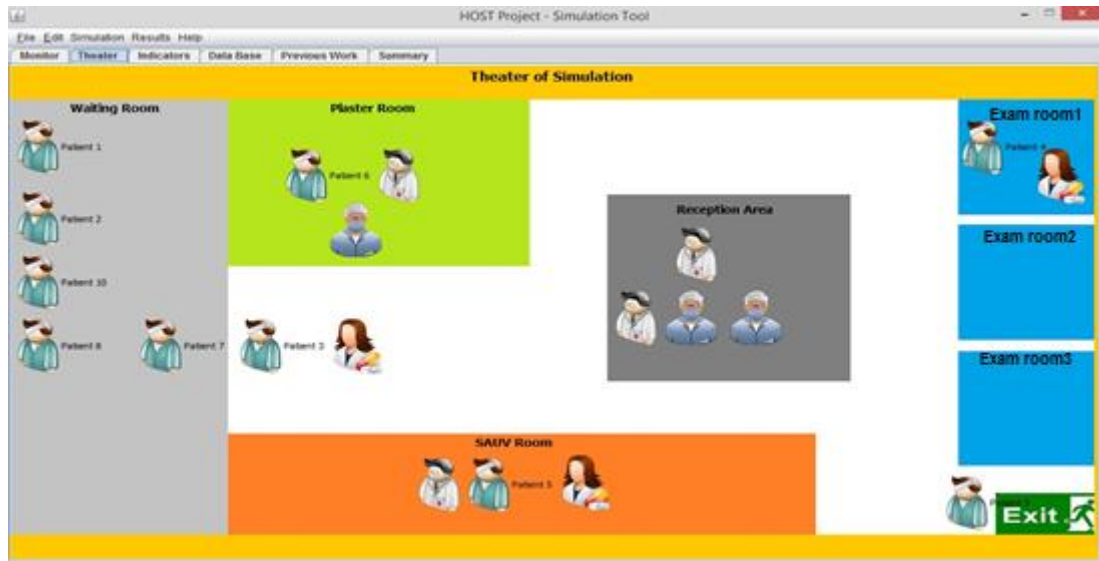 HOST Project - Simulation Tool
File Edit Simulation Results Help
Monitor Theater Indicators Data Base Previous Work Summary
Theater of Simulation
Waiting Room
Patient 1
Patient 2
Patient 10
Patient 8
Patient 7
Plaster Room
Patient 6
Patient 3
Reception Area
SAUV Room
Patient 5
Exam room1
Patient 4
Exam room2
Exam room3
Exit